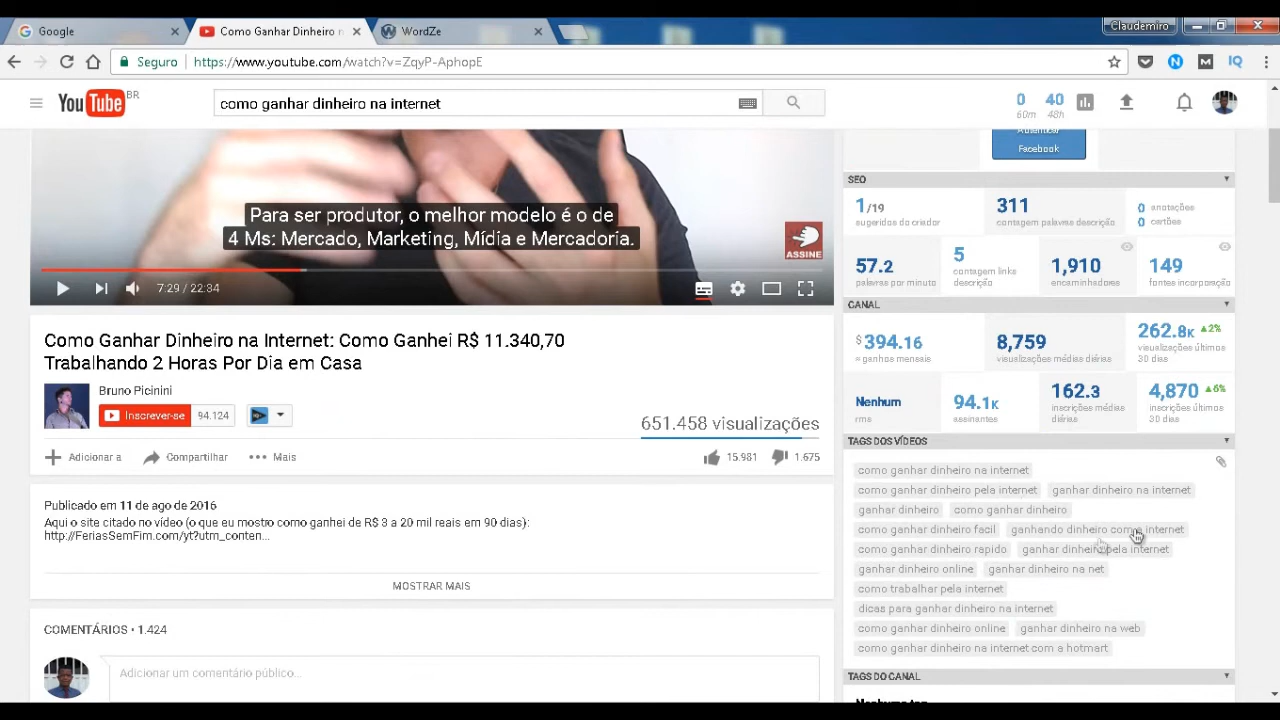 Google
Como Ganhar Dinheiro n
WordZe
Claudemiro
Seguro
https://www.youtube.com/watch?v=ZqyP-AphopE
YouTube BR
como ganhar dinheiro na internet
0 60m
40 48h
Para ser produtor, o melhor modelo é o de
4 Ms: Mercado, Marketing, Mídia e Mercadoria.
ASSINE
7:29 / 22:34
Como Ganhar Dinheiro na Internet: Como Ganhei R$ 11.340,70
Trabalhando 2 Horas Por Dia em Casa
Bruno Picinini
Inscrever-se 94.124
651.458 visualizações
Adicionar a
Compartilhar
Mais
15.981
1.675
Publicado em 11 de ago de 2016
Aqui o site citado no vídeo (o que eu mostro como ganhei de R$ 3 a 20 mil reais em 90 dias):
http://FeriasSemFim.com/yt?utm_conten...
MOSTRAR MAIS
COMENTÁRIOS • 1.424
Adicionar um comentário público...
Autenticar
Facebook
SEO
1/19
sugeridas do criador
311
contagem palavras descrição
0 anotações
0 cartões
57.2
palavras por minuto
5
contagem links
descrição
1,910
encaminhadores
149
fontes incorporação
CANAL
$394.16
≈ ganhos mensais
8,759
visualizações médias diárias
262.8K ▲2%
visualizações últimos
30 dias
Nenhum
rms
94.1K
assinantes
162.3
inscrições médias
diárias
4,870 ▲6%
inscrições últimos
30 dias
TAGS DOS VÍDEOS
como ganhar dinheiro na internet
como ganhar dinheiro pela internet
ganhar dinheiro na internet
ganhar dinheiro
como ganhar dinheiro
como ganhar dinheiro facil
ganhando dinheiro com a internet
como ganhar dinheiro rapido
ganhar dinheiro pela internet
ganhar dinheiro online
ganhar dinheiro na net
como trabalhar pela internet
dicas para ganhar dinheiro na internet
como ganhar dinheiro online
ganhar dinheiro na web
como ganhar dinheiro na internet com a hotmart
TAGS DO CANAL